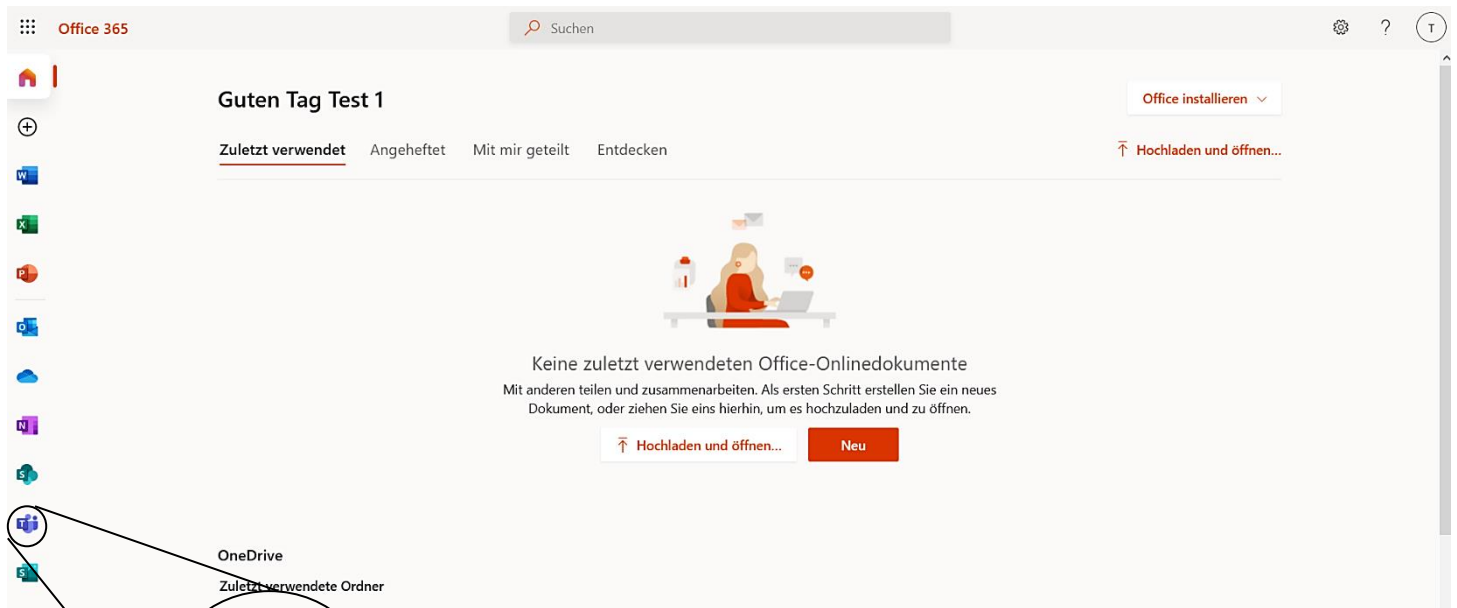 Office 365
Suchen
?
T
Guten Tag Test 1
Office installieren
Zuletzt verwendet Angeheftet Mit mir geteilt Entdecken
Hochladen und öffnen...
W
X
P
O
N
S
T
S
Keine zuletzt verwendeten Office-Onlinedokumente
Mit anderen teilen und zusammenarbeiten. Als ersten Schritt erstellen Sie ein neues
Dokument, oder ziehen Sie eins hierhin, um es hochzuladen und zu öffnen.
Hochladen und öffnen...
Neu
OneDrive
Zuletzt verwendete Ordner